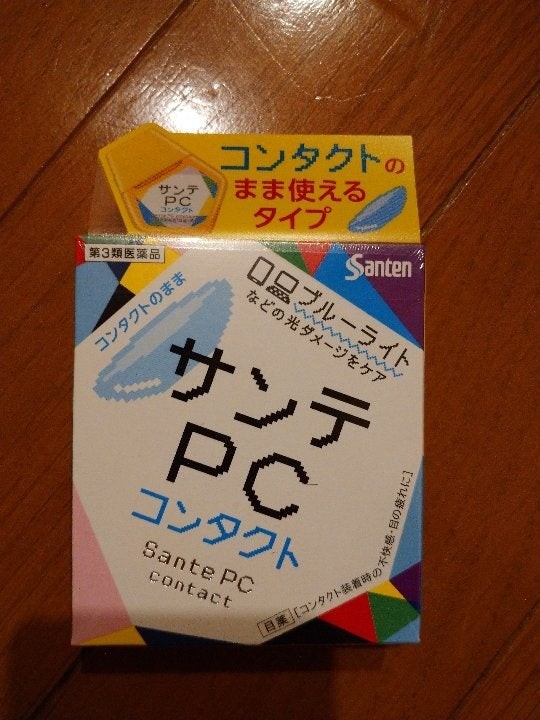 コンタクトの
まま使える
タイプ
サンテ
PC
コンタクト
第3類医薬品
Santen
コンタクトのまま
ブルーライト
などの光ダメージをケア
サンテ
PC
コンタクト
Sante PC
contact
目薬 [コンタクト装着時の不快感・目の疲れに]